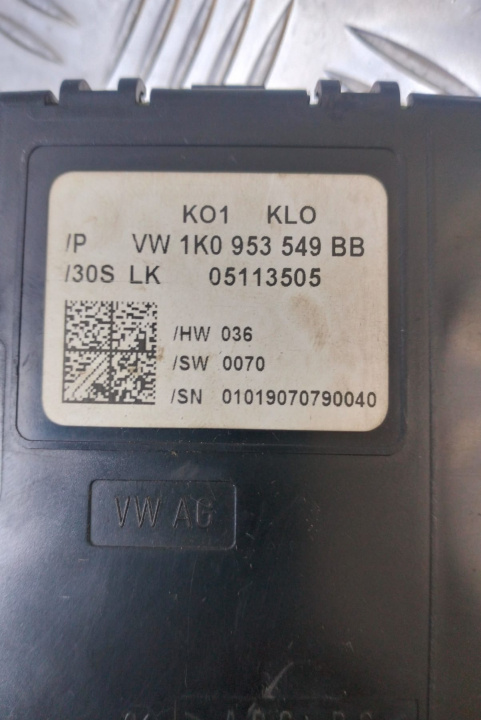 KO1 KLO
/P VW 1K0 953 549 BB
/30S LK 05113505
/HW 036
/SW 0070
/SN 01019070790040
VW AG